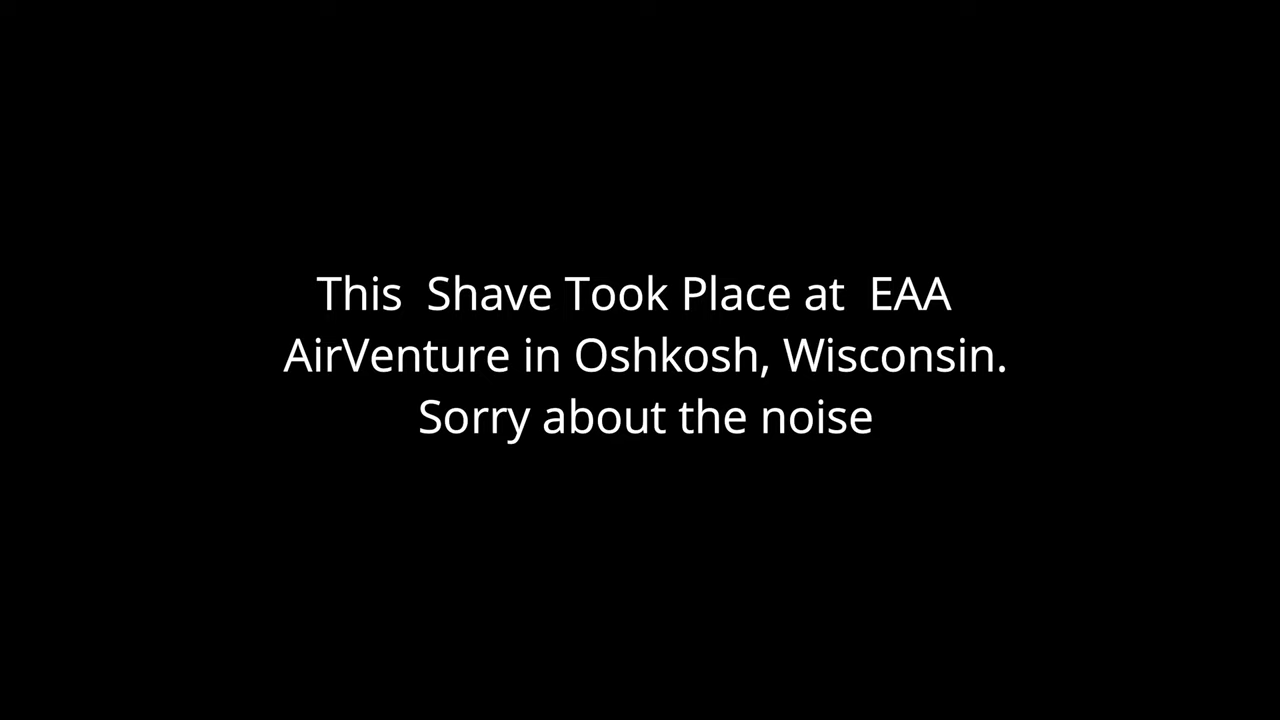 This  Shave Took Place at  EAA
AirVenture in Oshkosh, Wisconsin.
Sorry about the noise